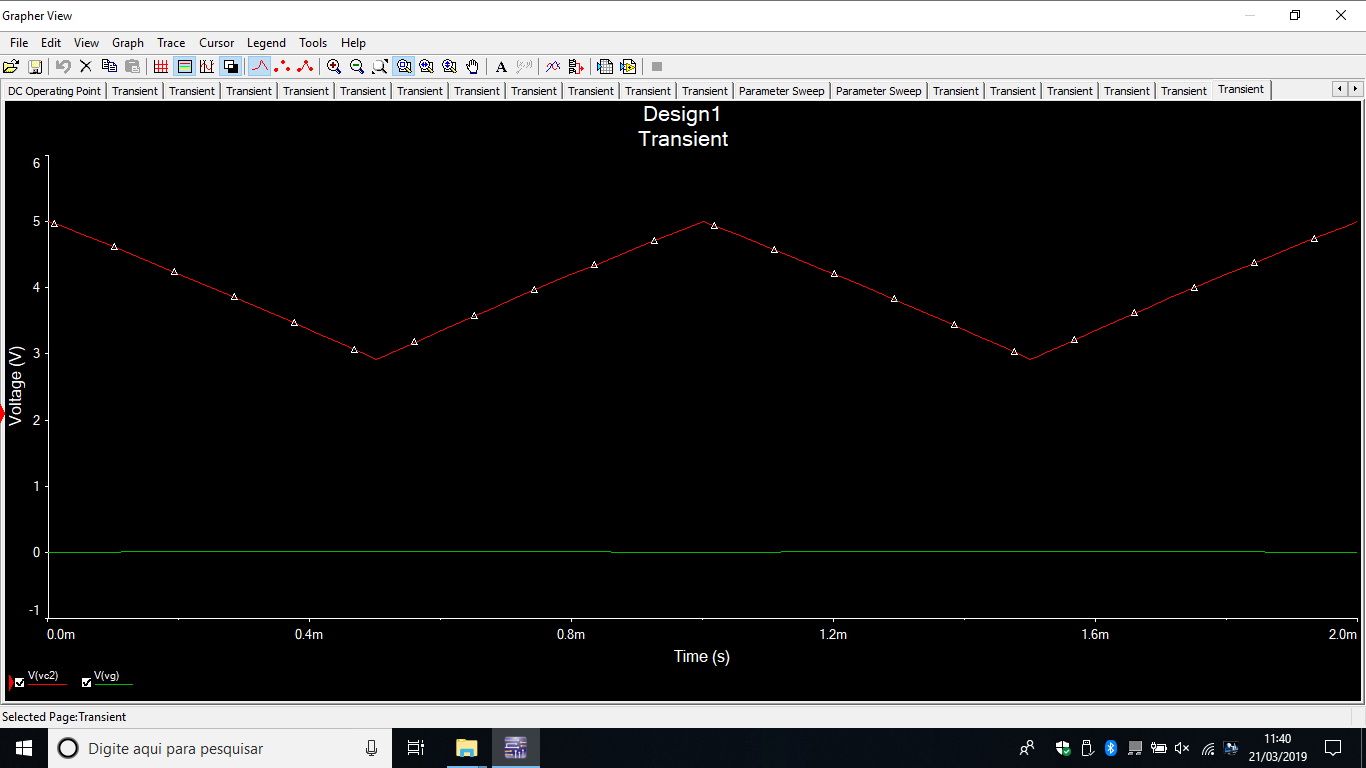 Grapher View
File Edit View Graph Trace Cursor Legend Tools Help
A
DC Operating Point Transient Transient Transient Transient Transient Transient Transient Transient Transient Transient Transient Parameter Sweep Parameter Sweep Transient Transient Transient Transient Transient Transient
Design1
Transient
6
5
4
3
2
1
0
-1
Voltage (V)
0.0m 0.4m 0.8m 1.2m 1.6m 2.0m
Time (s)
V(vc2) V(vg)
Selected Page:Transient
Digite aqui para pesquisar
11:40
21/03/2019